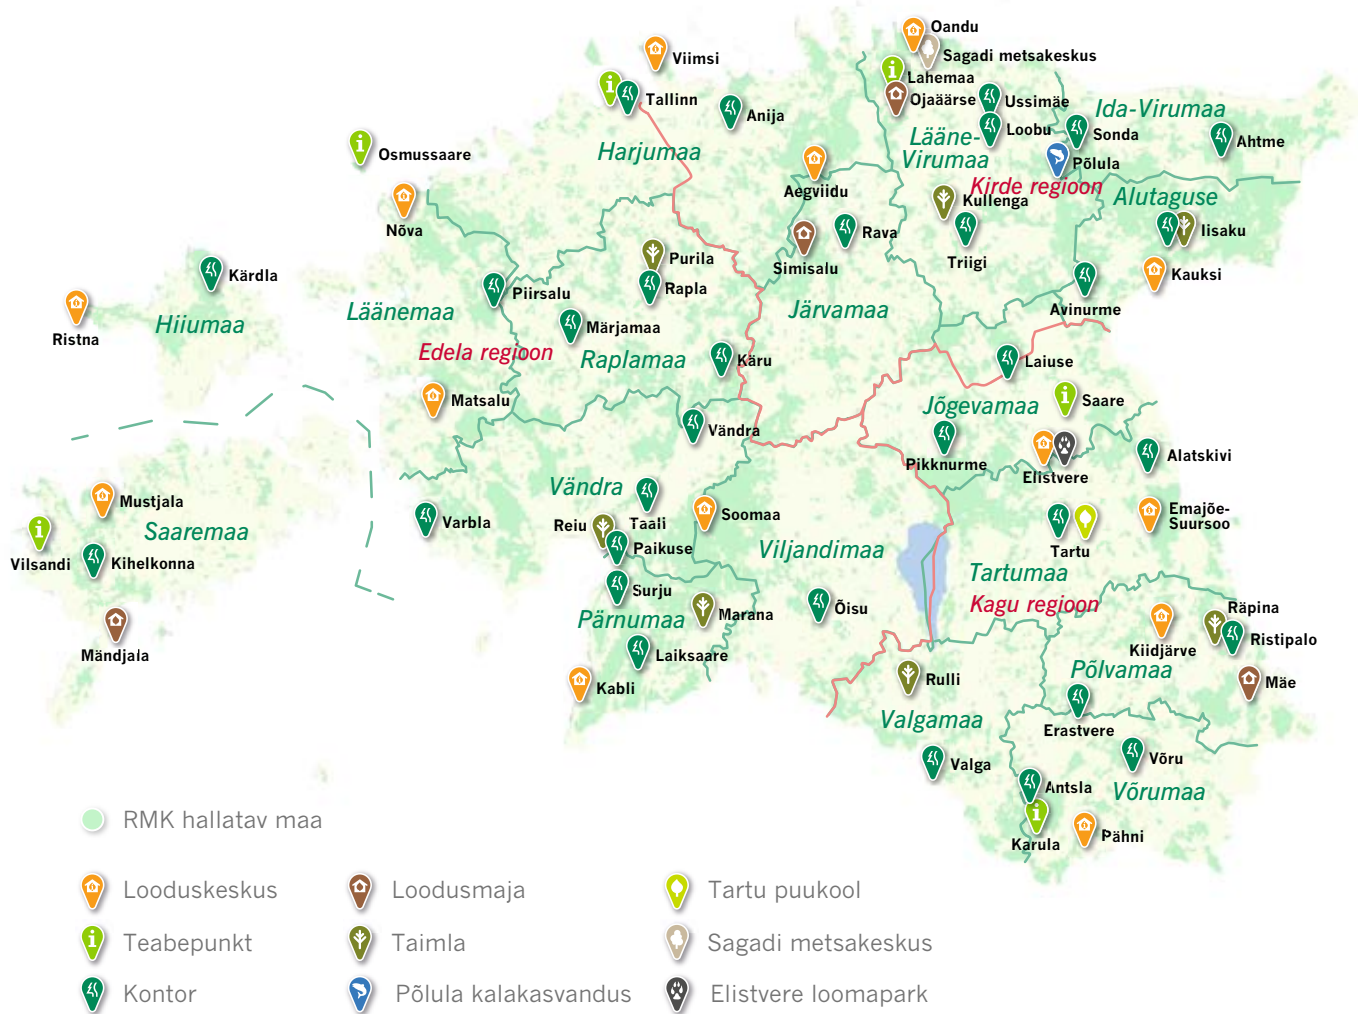 Oandu
Sagadi metsakeskus
Viimsi
Lahemaa
Tallinn
Ojaäärse
Ussimäe
Ida-Virumaa
Anija
Loobu
Sonda
Ahtme
Osmussaare
Harjumaa
Lääne-
Virumaa
Põlula
Aegviidu
Kirde regioon
Alutaguse
Kullenga
Nõva
Rava
Iisaku
Purila
Simisalu
Triigi
Kärdla
Kauksi
Piirsalu
Rapla
Avinurme
Ristna
Hiiumaa
Läänemaa
Järvamaa
Märjamaa
Edela regioon
Raplamaa
Käru
Laiuse
Matsalu
Jõgevamaa
Saare
Vändra
Pikknurme
Alatskivi
Elistvere
Vändra
Mustjala
Soomaa
Emajõe-
Suursoo
Varbla
Reiu
Taali
Saaremaa
Tartu
Paikuse
Viljandimaa
Vilsandi
Kihelkonna
Tartumaa
Surju
Kagu regioon
Õisu
Räpina
Pärnumaa
Marana
Kiidjärve
Ristipalo
Mändjala
Laiksaare
Põlvamaa
Kabli
Rulli
Mäe
Valgamaa
Erastvere
Võru
Valga
Antsla
Võrumaa
Karula
Pähni
RMK hallatav maa
Looduskeskus
Loodusmaja
Tartu puukool
Teabepunkt
Taimla
Sagadi metsakeskus
Kontor
Põlula kalakasvandus
Elistvere loomapark